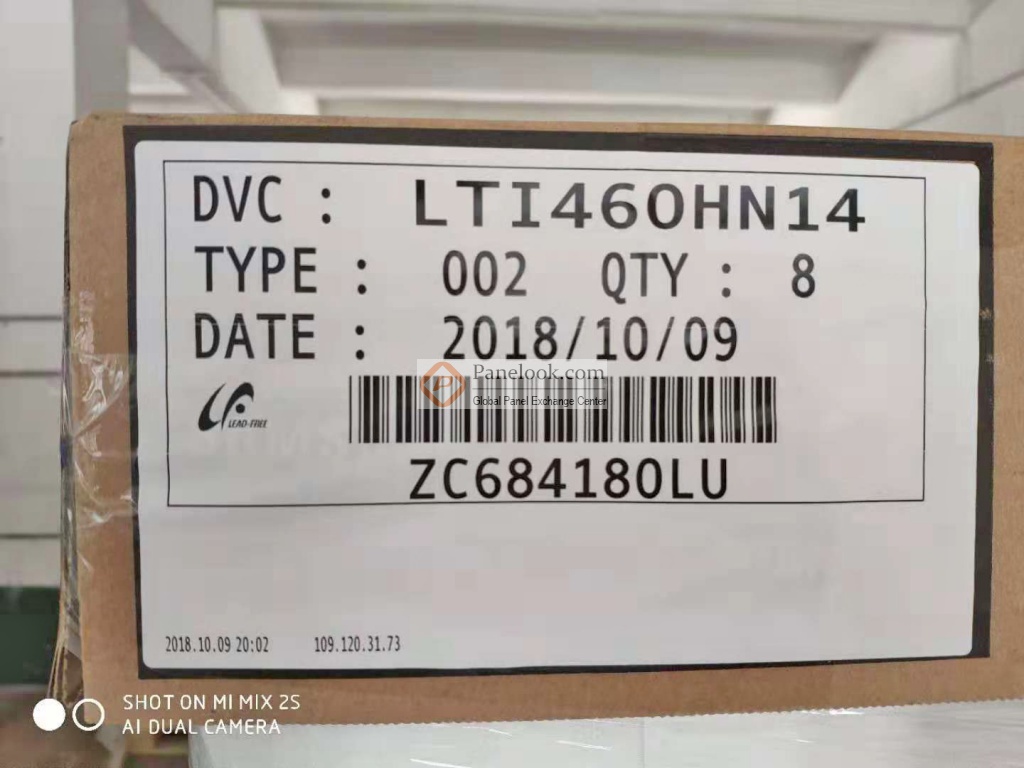 DVC : LTI460HN14
TYPE : 002 QTY : 8
DATE : 2018/10/09
Panelook.com
Global Panel Exchange Center
LEAD-FREE
ZC684180LU
2018.10.09 20:02 109.120.31.73
SHOT ON MI MIX 2S
AI DUAL CAMERA